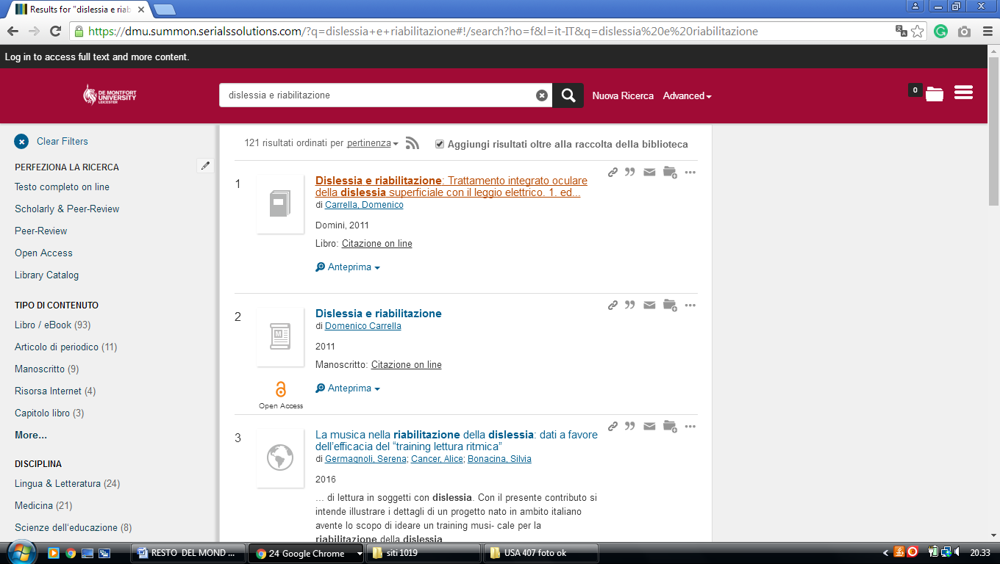 Results for "dislessia e riab
https://dmu.summon.serialssolutions.com/?q=dislessia+e+riabilitazione#!/search?ho=f&l=it-IT&q=dislessia%20e%20riabilitazione
Log in to access full text and more content.
DE MONTFORT
UNIVERSITY
LEICESTER
dislessia e riabilitazione
Nuova Ricerca
Advanced
0
Clear Filters
PERFEZIONA LA RICERCA
Testo completo on line
Scholarly & Peer-Review
Peer-Review
Open Access
Library Catalog
TIPO DI CONTENUTO
Libro / eBook (93)
Articolo di periodico (11)
Manoscritto (9)
Risorsa Internet (4)
Capitolo libro (3)
More...
DISCIPLINA
Lingua & Letteratura (24)
Medicina (21)
Scienze dell'educazione (8)
121 risultati ordinati per pertinenza
Aggiungi risultati oltre alla raccolta della biblioteca
1
Dislessia e riabilitazione: Trattamento integrato oculare
della dislessia superficiale con il leggio elettrico. 1. ed...
di Carrella, Domenico
Domini, 2011
Libro: Citazione on line
Anteprima
2
Dislessia e riabilitazione
di Domenico Carrella
2011
Manoscritto: Citazione on line
Anteprima
M
Open Access
3
La musica nella riabilitazione della dislessia: dati a favore
dell'efficacia del “training lettura ritmica”
di Germagnoli, Serena; Cancer, Alice; Bonacina, Silvia
2016
... di lettura in soggetti con dislessia. Con il presente contributo si
intende illustrare i dettagli di un progetto nato in ambito italiano
avente lo scopo di ideare un training musi- cale per la
riabilitazione della dislessia
RESTO DEL MOND ...
24 Google Chrome
siti 1019
USA 407 foto ok
20.33